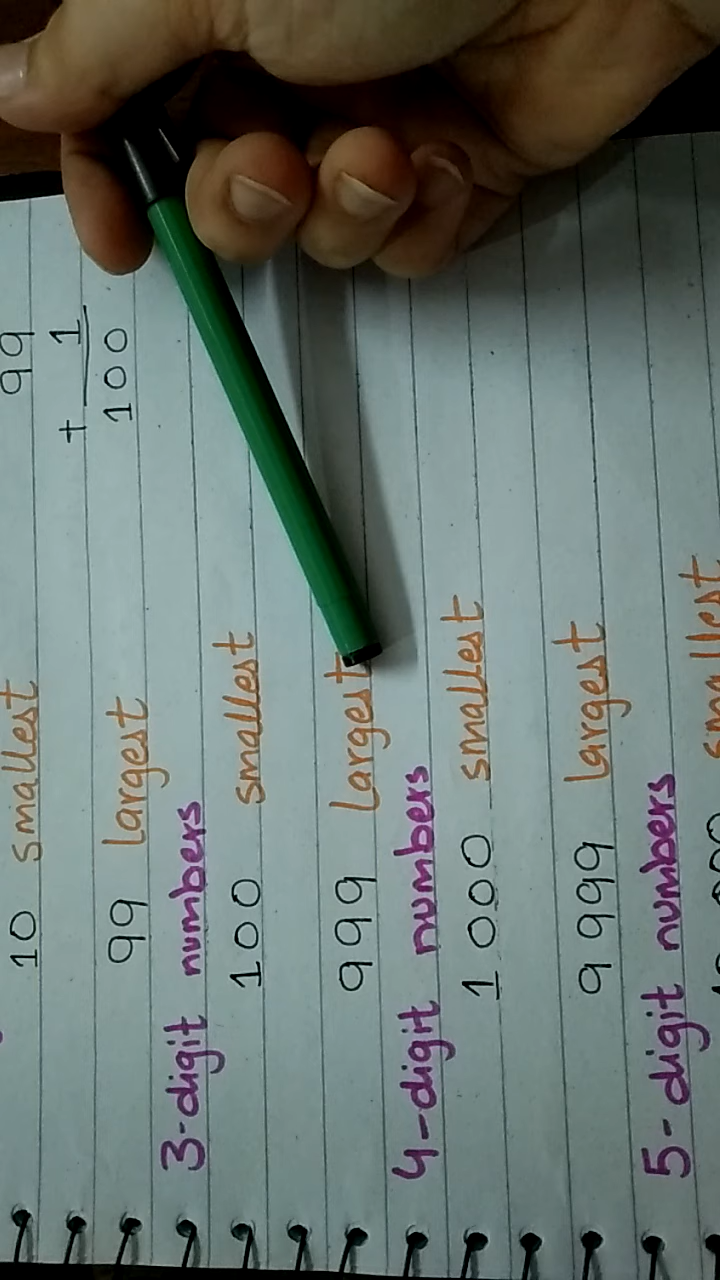 10 smallest 99
+ 1
99 largest 100
3-digit numbers
100 smallest
999 largest
4-digit numbers
1000 smallest
9999 largest
5-digit numbers
smallest